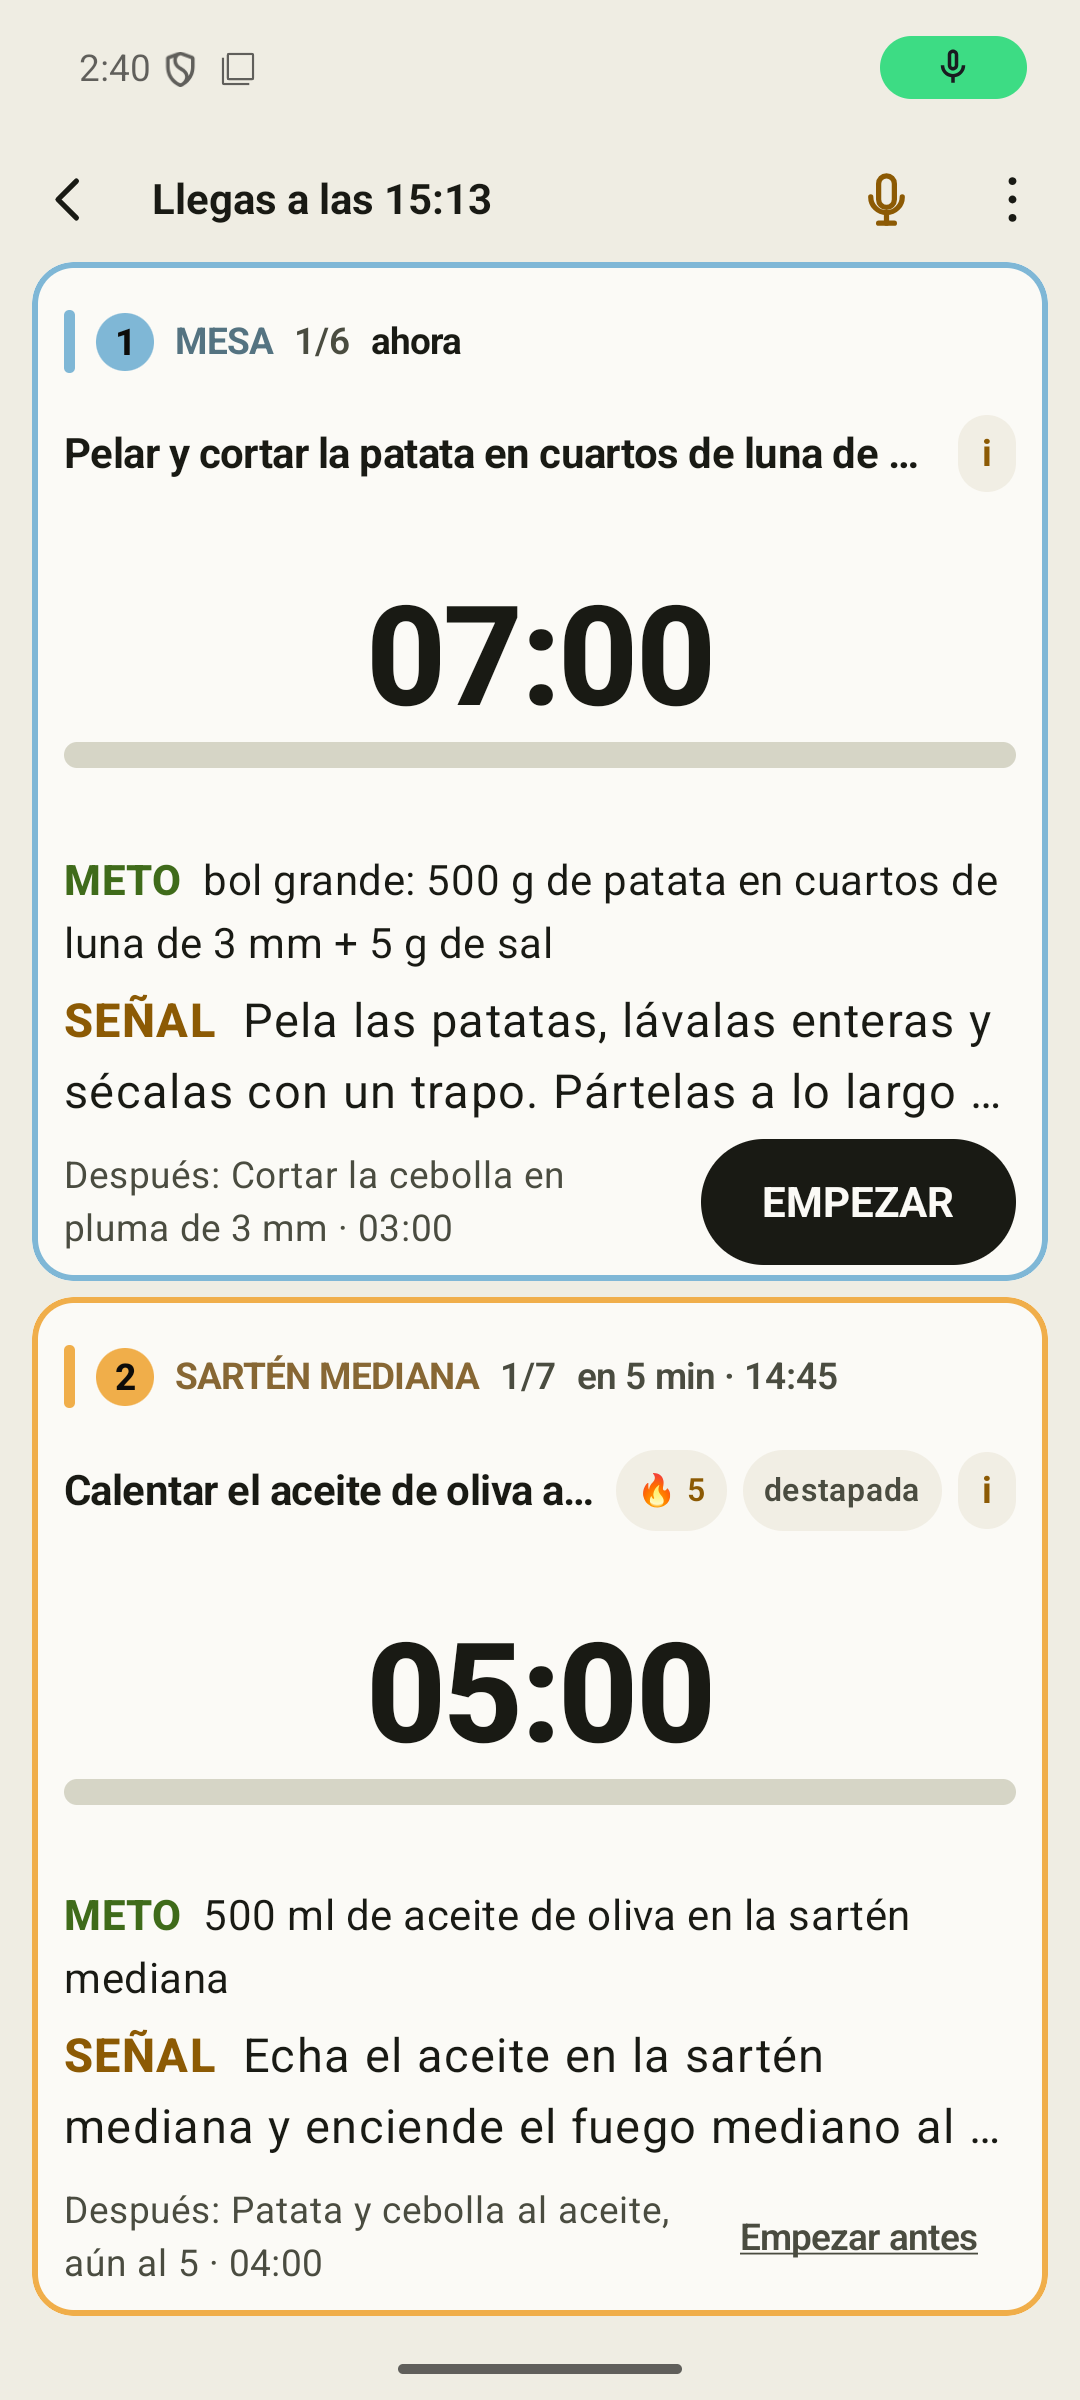 2:40
Llegas a las 15:13
1 MESA 1/6 ahora
Pelar y cortar la patata en cuartos de luna de ... i
07:00
METO bol grande: 500 g de patata en cuartos de
luna de 3 mm + 5 g de sal
SEÑAL Pela las patatas, lávalas enteras y
sécalas con un trapo. Pártelas a lo largo ...
Después: Cortar la cebolla en
pluma de 3 mm · 03:00
EMPEZAR
2 SARTÉN MEDIANA 1/7 en 5 min · 14:45
Calentar el aceite de oliva a... 🔥 5 destapada i
05:00
METO 500 ml de aceite de oliva en la sartén
mediana
SEÑAL Echa el aceite en la sartén
mediana y enciende el fuego mediano al ...
Después: Patata y cebolla al aceite,
aún al 5 · 04:00
Empezar antes